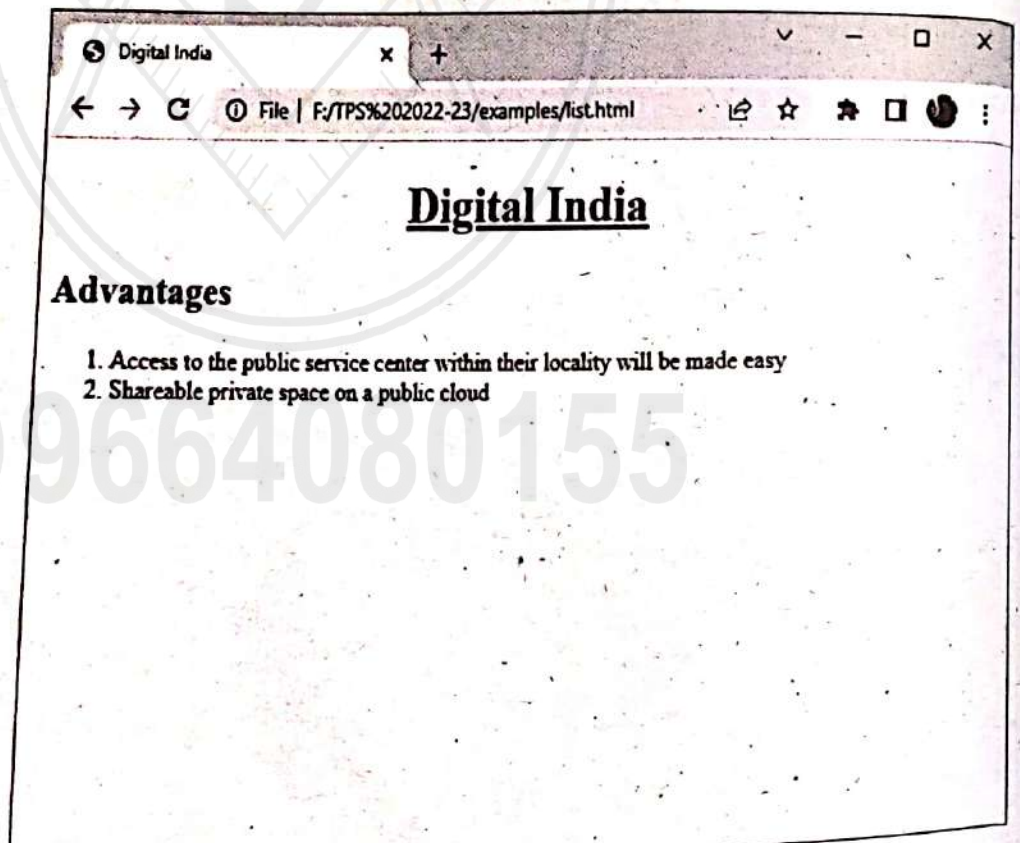 Digital India
File | F:/TPS%202022-23/examples/list.html
Digital India
Advantages
1. Access to the public service center within their locality will be made easy
2. Shareable private space on a public cloud
9664080155